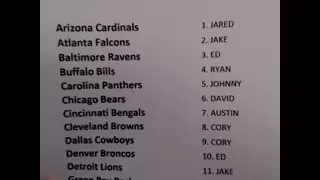 Arizona Cardinals 1. JARED
Atlanta Falcons 2. JAKE
Baltimore Ravens 3. ED
Buffalo Bills 4. RYAN
Carolina Panthers 5. JOHNNY
Chicago Bears 6. DAVID
Cincinnati Bengals 7. AUSTIN
Cleveland Browns 8. CORY
Dallas Cowboys 9. CORY
Denver Broncos 10. ED
Detroit Lions 11. JAKE
Green Bay